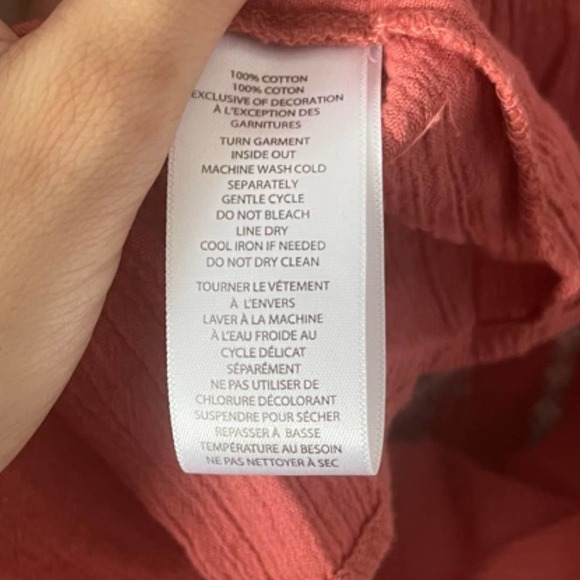 100% COTTON
100% COTON
EXCLUSIVE OF DECORATION
À L'EXCEPTION DES
GARNITURES
TURN GARMENT
INSIDE OUT
MACHINE WASH COLD
SEPARATELY
GENTLE CYCLE
DO NOT BLEACH
LINE DRY
COOL IRON IF NEEDED
DO NOT DRY CLEAN
TOURNER LE VÉTEMENT
À L'ENVERS
LAVER À LA MACHINE
À L'EAU FROIDE AU
CYCLE DÉLICAT
SÉPARÉMENT
NE PAS UTILISER DE
CHLORURE DÉCOLORANT
SUSPENDRE POUR SÉCHER
REPASSER À BASSE
TEMPÉRATURE AU BESOIN
NE PAS NETTOYER À SEC